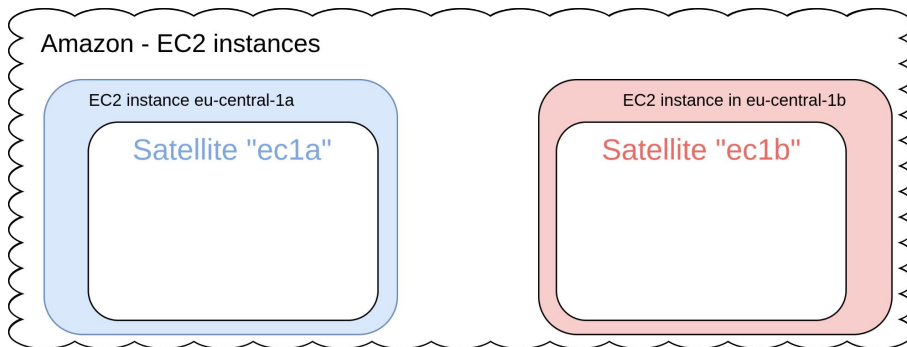 Amazon - EC2 instances
EC2 instance eu-central-1a
Satellite "ec1a"
EC2 instance in eu-central-1b
Satellite "ec1b"